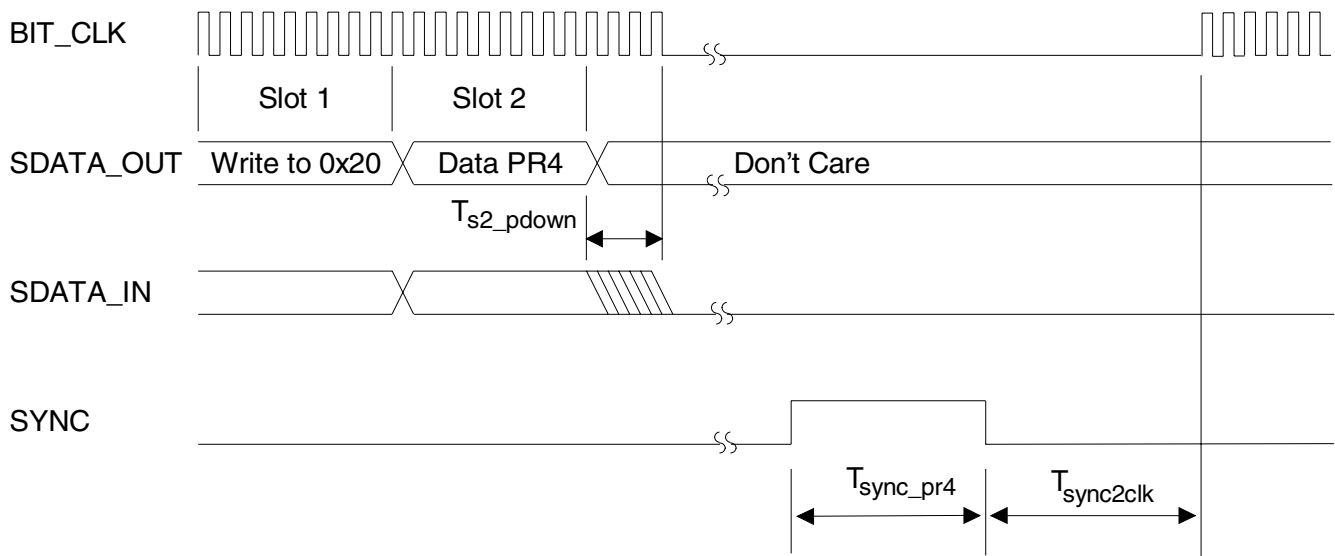 BIT_CLK
Slot 1
Slot 2
SDATA_OUT
Write to 0x20
Data PR4
Don't Care
Ts2_pdown
SDATA_IN
SYNC
Tsync_pr4
Tsync2clk